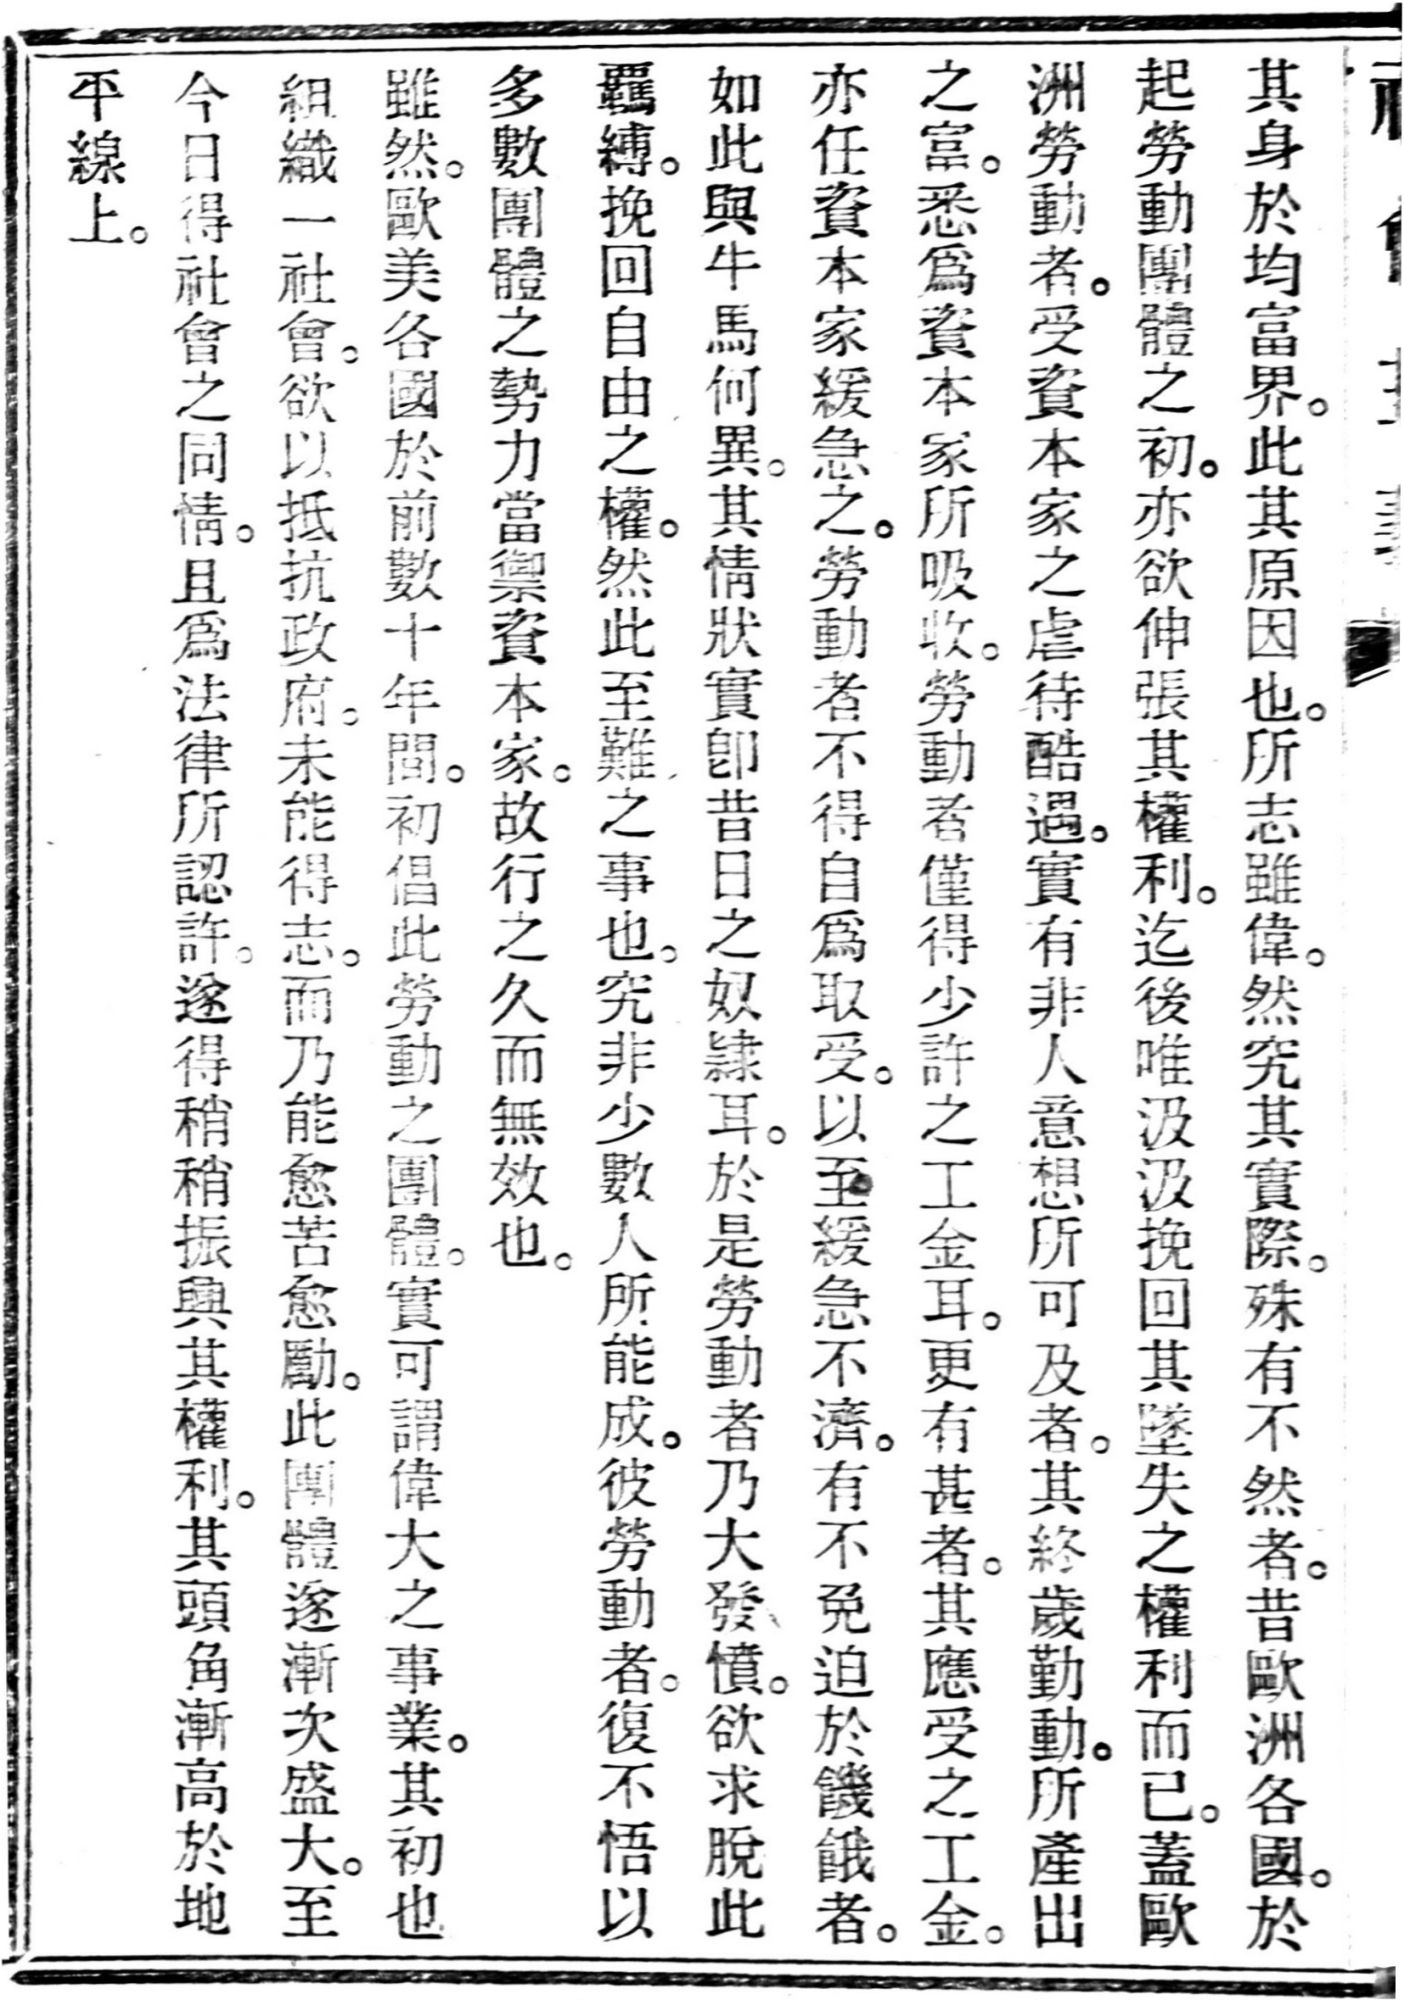 其身於均富界。此其原因也。所志雖偉。然究其實際。殊有不然者。昔歐洲各國。於
起勞動團體之初。亦欲伸張其權利。迄後唯汲汲挽回其墜失之權利而已。蓋歐
洲勞動者。受資本家之虐待酷遇。實有非人意想所可及者。其終歲勤動。所產出
之富。悉爲資本家所吸收。勞動者僅得少許之工金耳。更有甚者。其應受之工金。
亦任資本家緩急之。勞動者不得自爲取受。以至緩急不濟。有不免迫於饑餓者。
如此與牛馬何異。其情狀實卽昔日之奴隷耳。於是勞動者乃大發憤。欲求脫此
羈縛。挽回自由之權。然此至難之事也。究非少數人所能成。彼勞動者。復不悟以
多數團體之勢力當禦資本家。故行之久而無效也。
雖然。歐美各國於前數十年間。初倡此勞動之團體。實可謂偉大之事業。其初也
組織一社會。欲以抵抗政府。未能得志。而乃能愈苦愈勵。此團體遂漸次盛大。至
今日得社會之同情。且爲法律所認許。遂得稍稍振興其權利。其頭角漸高於地
平線上。